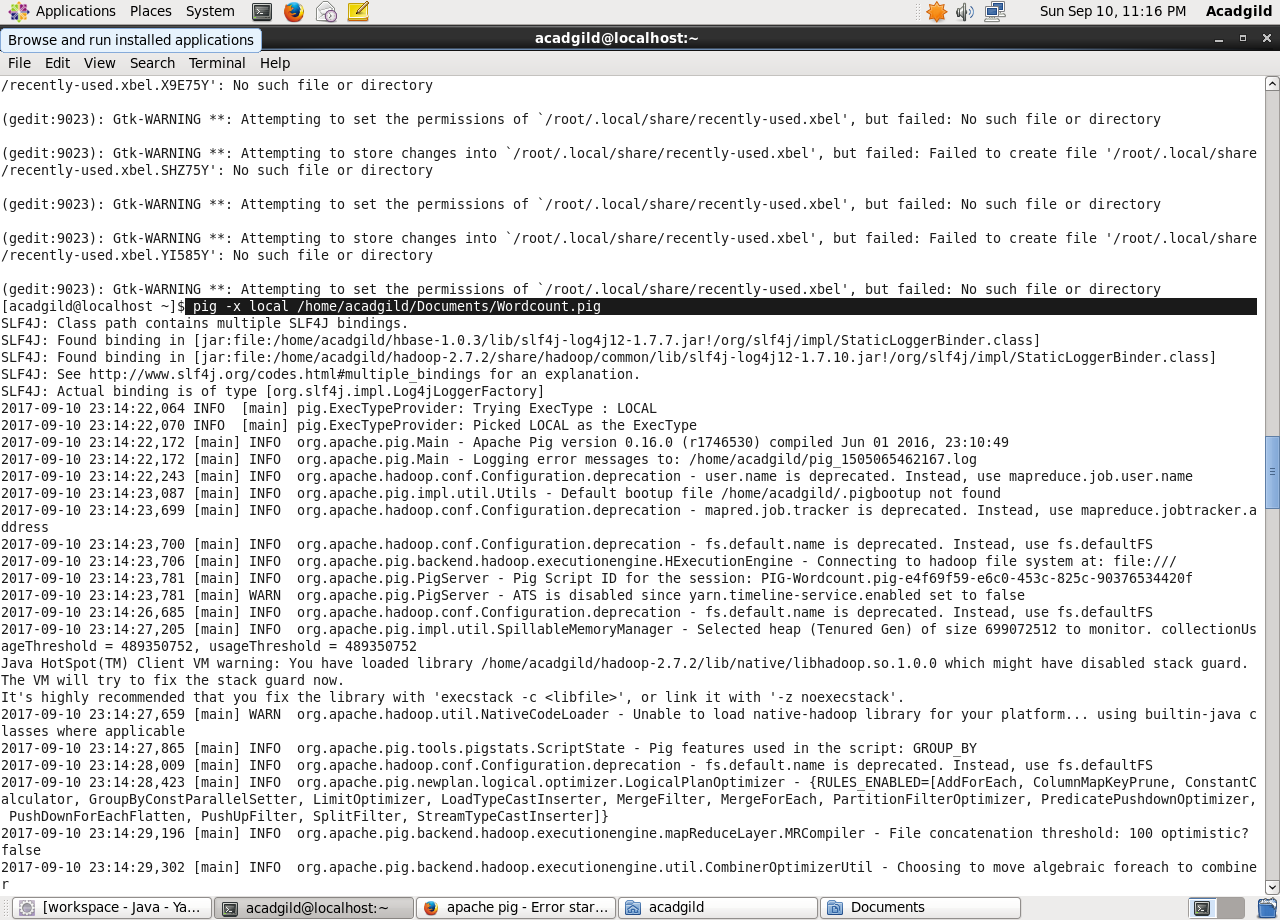 Applications Places System Sun Sep 10, 11:16 PM Acadgild
Browse and run installed applications
acadgild@localhost:~
File Edit View Search Terminal Help
/recently-used.xbel.X9E75Y': No such file or directory
(gedit:9023): Gtk-WARNING **: Attempting to set the permissions of `/root/.local/share/recently-used.xbel', but failed: No such file or directory
(gedit:9023): Gtk-WARNING **: Attempting to store changes into `/root/.local/share/recently-used.xbel', but failed: Failed to create file '/root/.local/share
/recently-used.xbel.SHZ75Y': No such file or directory
(gedit:9023): Gtk-WARNING **: Attempting to set the permissions of `/root/.local/share/recently-used.xbel', but failed: No such file or directory
(gedit:9023): Gtk-WARNING **: Attempting to store changes into `/root/.local/share/recently-used.xbel', but failed: Failed to create file '/root/.local/share
/recently-used.xbel.YI585Y': No such file or directory
(gedit:9023): Gtk-WARNING **: Attempting to set the permissions of `/root/.local/share/recently-used.xbel', but failed: No such file or directory
[acadgild@localhost ~]$ pig -x local /home/acadgild/Documents/Wordcount.pig
SLF4J: Class path contains multiple SLF4J bindings.
SLF4J: Found binding in [jar:file:/home/acadgild/hbase-1.0.3/lib/slf4j-log4j12-1.7.7.jar!/org/slf4j/impl/StaticLoggerBinder.class]
SLF4J: Found binding in [jar:file:/home/acadgild/hadoop-2.7.2/share/hadoop/common/lib/slf4j-log4j12-1.7.10.jar!/org/slf4j/impl/StaticLoggerBinder.class]
SLF4J: See http://www.slf4j.org/codes.html#multiple_bindings for an explanation.
SLF4J: Actual binding is of type [org.slf4j.impl.Log4jLoggerFactory]
2017-09-10 23:14:22,064 INFO  [main] pig.ExecTypeProvider: Trying ExecType : LOCAL
2017-09-10 23:14:22,070 INFO  [main] pig.ExecTypeProvider: Picked LOCAL as the ExecType
2017-09-10 23:14:22,172 [main] INFO  org.apache.pig.Main - Apache Pig version 0.16.0 (r1746530) compiled Jun 01 2016, 23:10:49
2017-09-10 23:14:22,172 [main] INFO  org.apache.pig.Main - Logging error messages to: /home/acadgild/pig_1505065462167.log
2017-09-10 23:14:22,243 [main] INFO  org.apache.hadoop.conf.Configuration.deprecation - user.name is deprecated. Instead, use mapreduce.job.user.name
2017-09-10 23:14:23,087 [main] INFO  org.apache.pig.impl.util.Utils - Default bootup file /home/acadgild/.pigbootup not found
2017-09-10 23:14:23,699 [main] INFO  org.apache.hadoop.conf.Configuration.deprecation - mapred.job.tracker is deprecated. Instead, use mapreduce.jobtracker.a
ddress
2017-09-10 23:14:23,700 [main] INFO  org.apache.hadoop.conf.Configuration.deprecation - fs.default.name is deprecated. Instead, use fs.defaultFS
2017-09-10 23:14:23,706 [main] INFO  org.apache.pig.backend.hadoop.executionengine.HExecutionEngine - Connecting to hadoop file system at: file:///
2017-09-10 23:14:23,781 [main] INFO  org.apache.pig.PigServer - Pig Script ID for the session: PIG-Wordcount.pig-e4f69f59-e6c0-453c-825c-90376534420f
2017-09-10 23:14:23,781 [main] WARN  org.apache.pig.PigServer - ATS is disabled since yarn.timeline-service.enabled set to false
2017-09-10 23:14:26,685 [main] INFO  org.apache.hadoop.conf.Configuration.deprecation - fs.default.name is deprecated. Instead, use fs.defaultFS
2017-09-10 23:14:27,205 [main] INFO  org.apache.pig.impl.util.SpillableMemoryManager - Selected heap (Tenured Gen) of size 699072512 to monitor. collectionUs
ageThreshold = 489350752, usageThreshold = 489350752
Java HotSpot(TM) Client VM warning: You have loaded library /home/acadgild/hadoop-2.7.2/lib/native/libhadoop.so.1.0.0 which might have disabled stack guard.
The VM will try to fix the stack guard now.
It's highly recommended that you fix the library with 'execstack -c <libfile>', or link it with '-z noexecstack'.
2017-09-10 23:14:27,659 [main] WARN  org.apache.hadoop.util.NativeCodeLoader - Unable to load native-hadoop library for your platform... using builtin-java c
lasses where applicable
2017-09-10 23:14:27,865 [main] INFO  org.apache.pig.tools.pigstats.ScriptState - Pig features used in the script: GROUP_BY
2017-09-10 23:14:28,009 [main] INFO  org.apache.hadoop.conf.Configuration.deprecation - fs.default.name is deprecated. Instead, use fs.defaultFS
2017-09-10 23:14:28,423 [main] INFO  org.apache.pig.newplan.logical.optimizer.LogicalPlanOptimizer - {RULES_ENABLED=[AddForEach, ColumnMapKeyPrune, ConstantC
alculator, GroupByConstParallelSetter, LimitOptimizer, LoadTypeCastInserter, MergeFilter, MergeForEach, PartitionFilterOptimizer, PredicatePushdownOptimizer,
PushDownForEachFlatten, PushUpFilter, SplitFilter, StreamTypeCastInserter]}
2017-09-10 23:14:29,196 [main] INFO  org.apache.pig.backend.hadoop.executionengine.mapReduceLayer.MRCompiler - File concatenation threshold: 100 optimistic?
false
2017-09-10 23:14:29,302 [main] INFO  org.apache.pig.backend.hadoop.executionengine.util.CombinerOptimizerUtil - Choosing to move algebraic foreach to combine
r
[workspace - Java - Ya... acadgild@localhost:~ apache pig - Error star... acadgild Documents